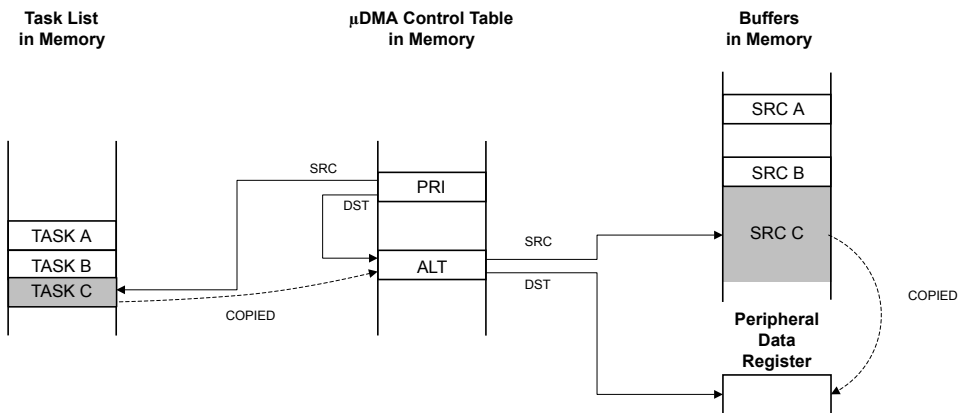 Task List
in Memory
µDMA Control Table
in Memory
Buffers
in Memory
SRC A
SRC B
SRC C
SRC
PRI
DST
TASK A
TASK B
TASK C
ALT
SRC
DST
COPIED
COPIED
Peripheral
Data
Register